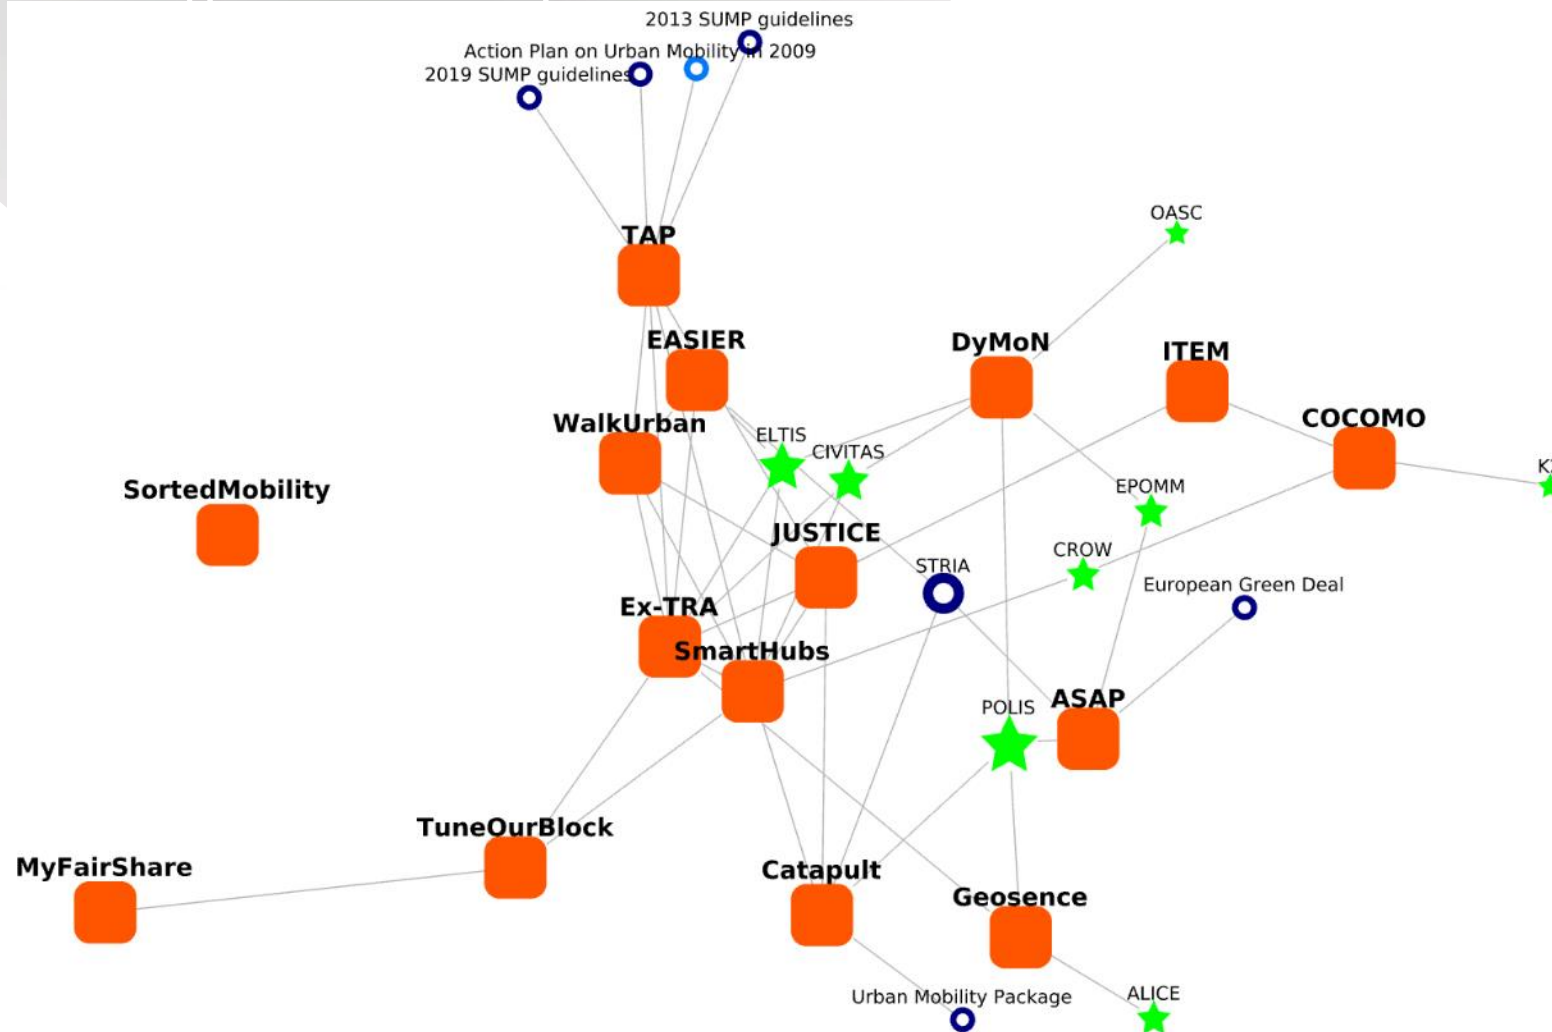 2013 SUMP guidelines
Action Plan on Urban Mobility in 2009
2019 SUMP guidelines
OASC
TAP
EASIER
DyMoN
ITEM
COCOMO
WalkUrban
ELTIS
CIVITAS
K
EPOMM
SortedMobility
JUSTICE
CROW
STRIA
European Green Deal
Ex-TRA
SmartHubs
ASAP
POLIS
TuneOurBlock
MyFairShare
Catapult
Geosence
Urban Mobility Package
ALICE